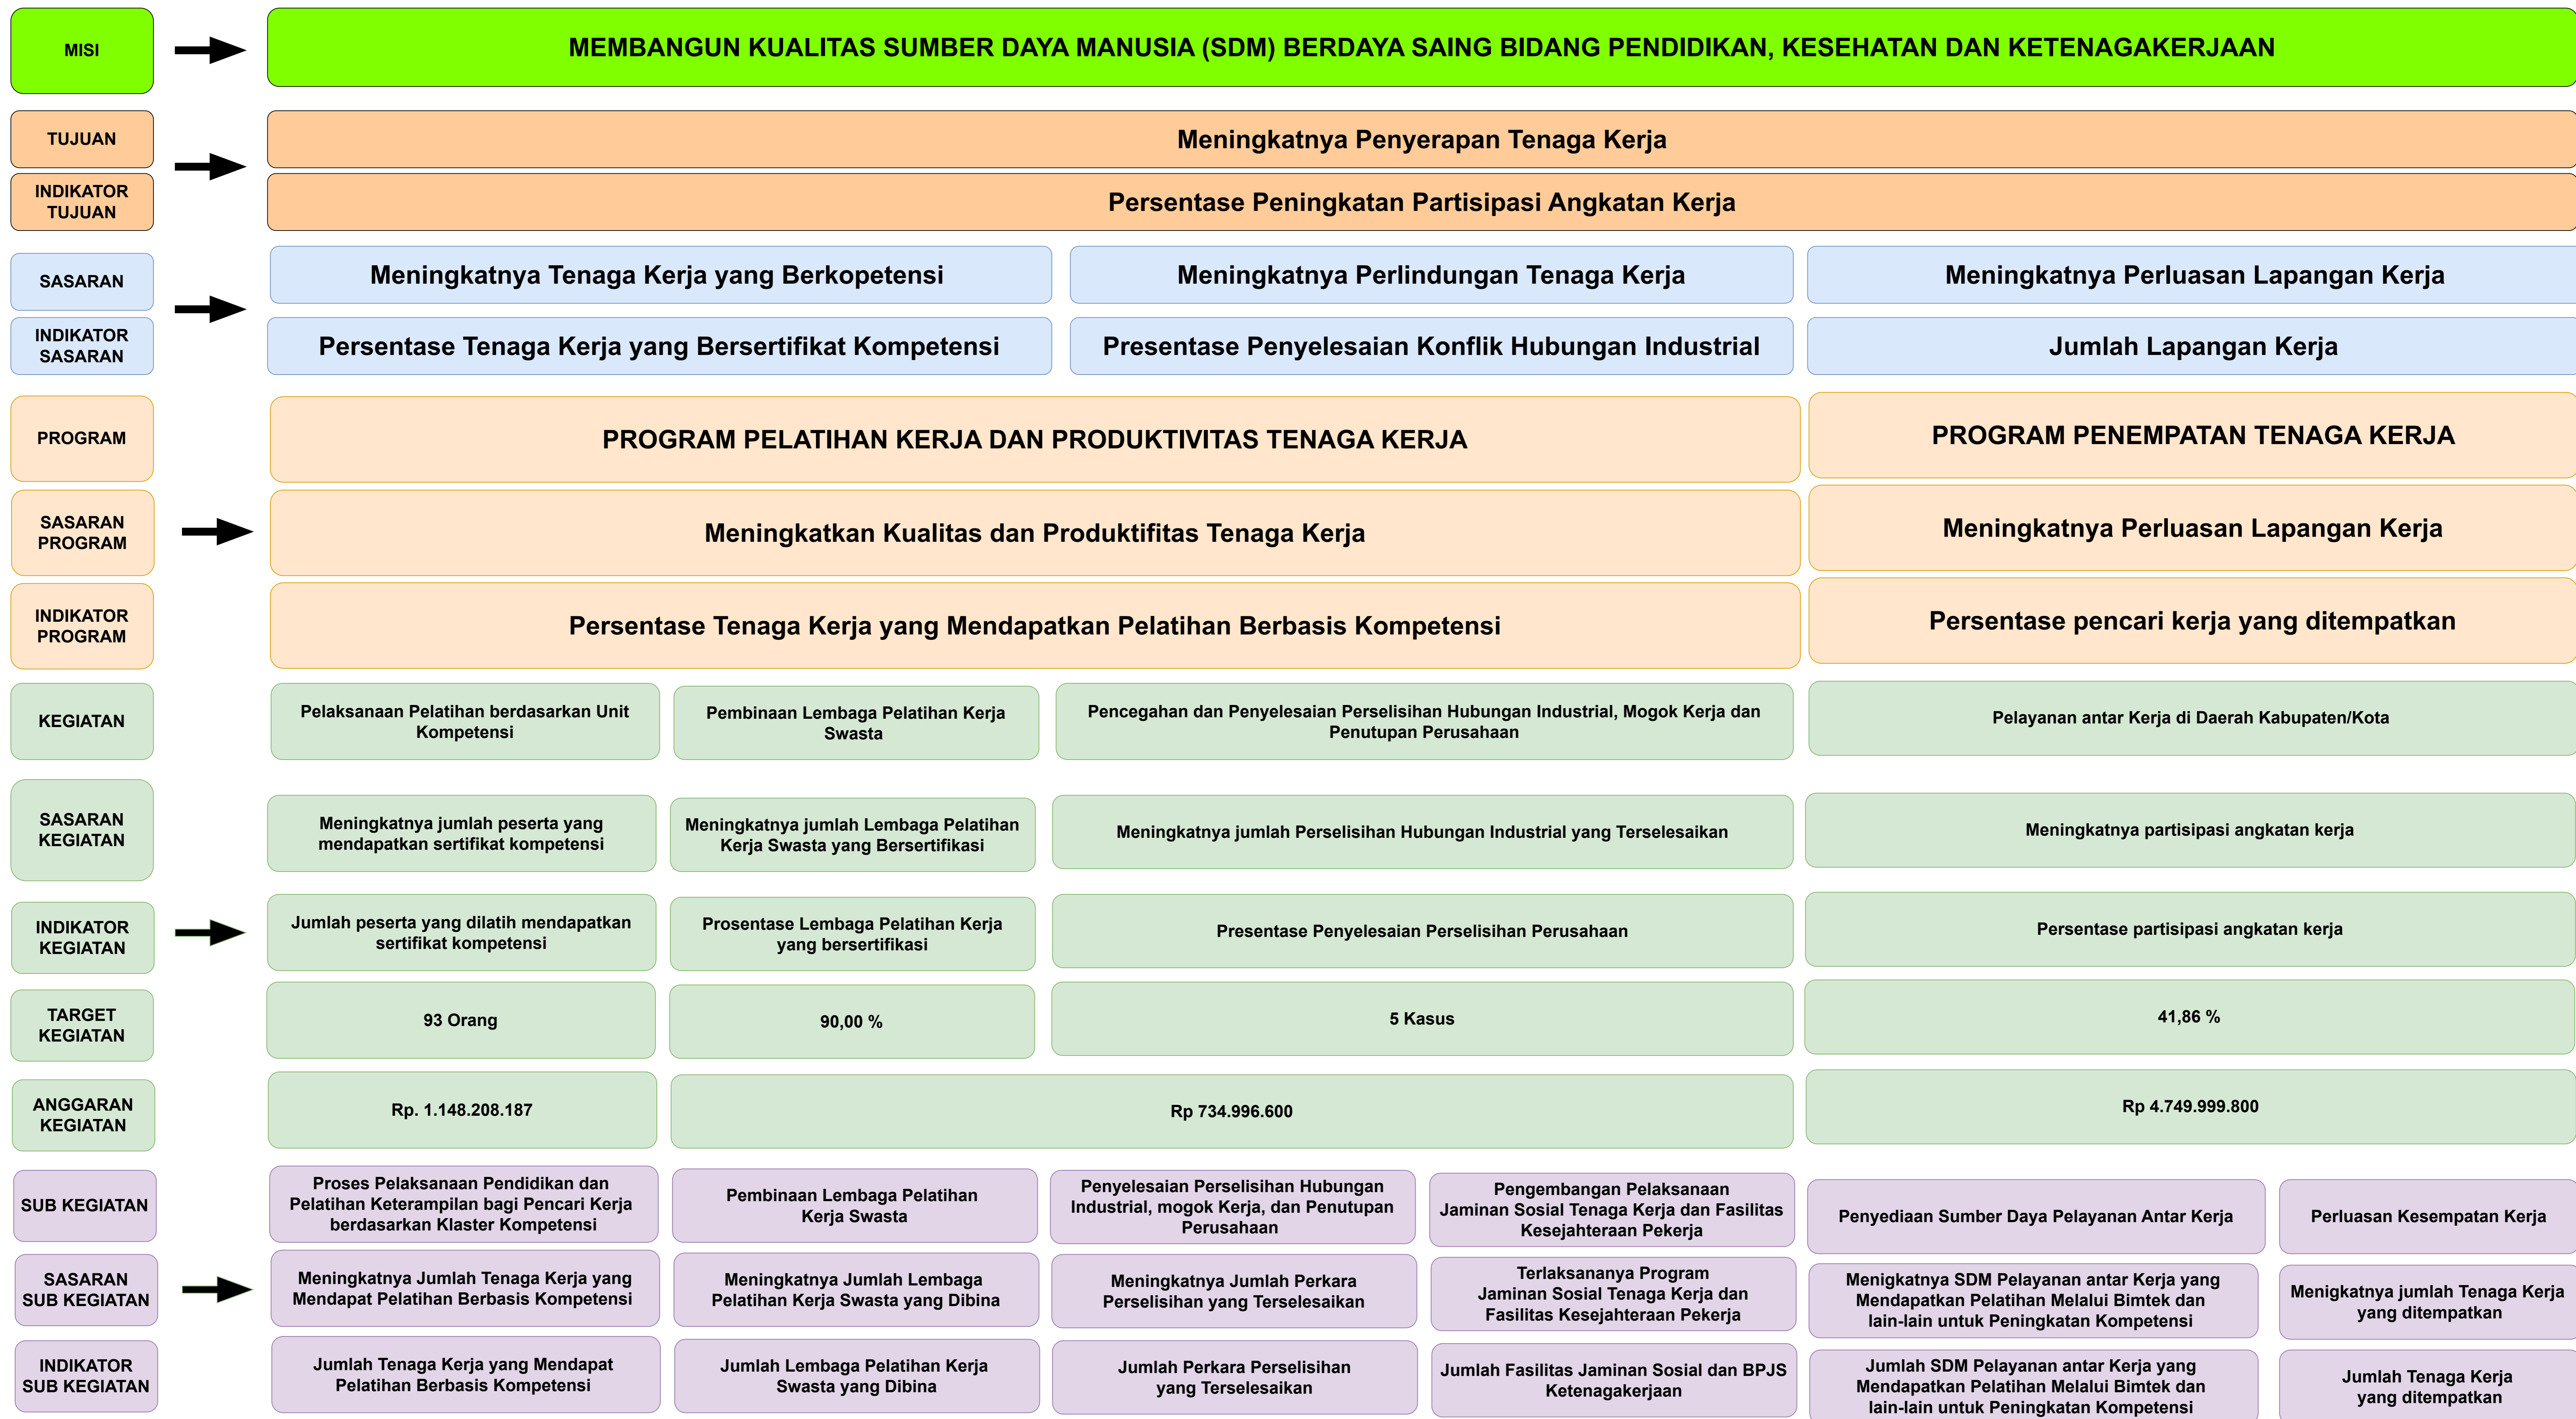 MISI
MEMBANGUN KUALITAS SUMBER DAYA MANUSIA (SDM) BERDAYA SAING BIDANG PENDIDIKAN, KESEHATAN DAN KETENAGAKERJAAN
TUJUAN
Meningkatnya Penyerapan Tenaga Kerja
INDIKATOR
TUJUAN
Persentase Peningkatan Partisipasi Angkatan Kerja
SASARAN
Meningkatnya Tenaga Kerja yang Berkopetensi
Meningkatnya Perlindungan Tenaga Kerja
Meningkatnya Perluasan Lapangan Kerja
INDIKATOR
SASARAN
Persentase Tenaga Kerja yang Bersertifikat Kompetensi
Presentase Penyelesaian Konflik Hubungan Industrial
Jumlah Lapangan Kerja
PROGRAM
PROGRAM PELATIHAN KERJA DAN PRODUKTIVITAS TENAGA KERJA
PROGRAM PENEMPATAN TENAGA KERJA
SASARAN
PROGRAM
Meningkatkan Kualitas dan Produktifitas Tenaga Kerja
Meningkatnya Perluasan Lapangan Kerja
INDIKATOR
PROGRAM
Persentase Tenaga Kerja yang Mendapatkan Pelatihan Berbasis Kompetensi
Persentase pencari kerja yang ditempatkan
KEGIATAN
Pelaksanaan Pelatihan berdasarkan Unit
Kompetensi
Pembinaan Lembaga Pelatihan Kerja
Swasta
Pencegahan dan Penyelesaian Perselisihan Hubungan Industrial, Mogok Kerja dan
Penutupan Perusahaan
Pelayanan antar Kerja di Daerah Kabupaten/Kota
SASARAN
KEGIATAN
Meningkatnya jumlah peserta yang
mendapatkan sertifikat kompetensi
Meningkatnya jumlah Lembaga Pelatihan
Kerja Swasta yang Bersertifikasi
Meningkatnya jumlah Perselisihan Hubungan Industrial yang Terselesaikan
Meningkatnya partisipasi angkatan kerja
INDIKATOR
KEGIATAN
Jumlah peserta yang dilatih mendapatkan
sertifikat kompetensi
Prosentase Lembaga Pelatihan Kerja
yang bersertifikasi
Presentase Penyelesaian Perselisihan Perusahaan
Persentase partisipasi angkatan kerja
TARGET
KEGIATAN
93 Orang
90,00 %
5 Kasus
41,86 %
ANGGARAN
KEGIATAN
Rp. 1.148.208.187
Rp 734.996.600
Rp 4.749.999.800
SUB KEGIATAN
Proses Pelaksanaan Pendidikan dan
Pelatihan Keterampilan bagi Pencari Kerja
berdasarkan Klaster Kompetensi
Pembinaan Lembaga Pelatihan
Kerja Swasta
Penyelesaian Perselisihan Hubungan
Industrial, mogok Kerja, dan Penutupan
Perusahaan
Pengembangan Pelaksanaan
Jaminan Sosial Tenaga Kerja dan Fasilitas
Kesejahteraan Pekerja
Penyediaan Sumber Daya Pelayanan Antar Kerja
Perluasan Kesempatan Kerja
SASARAN
SUB KEGIATAN
Meningkatnya Jumlah Tenaga Kerja yang
Mendapat Pelatihan Berbasis Kompetensi
Meningkatnya Jumlah Lembaga
Pelatihan Kerja Swasta yang Dibina
Meningkatnya Jumlah Perkara
Perselisihan yang Terselesaikan
Terlaksananya Program
Jaminan Sosial Tenaga Kerja dan
Fasilitas Kesejahteraan Pekerja
Menigkatnya SDM Pelayanan antar Kerja yang
Mendapatkan Pelatihan Melalui Bimtek dan
lain-lain untuk Peningkatan Kompetensi
Menigkatnya jumlah Tenaga Kerja
yang ditempatkan
INDIKATOR
SUB KEGIATAN
Jumlah Tenaga Kerja yang Mendapat
Pelatihan Berbasis Kompetensi
Jumlah Lembaga Pelatihan Kerja
Swasta yang Dibina
Jumlah Perkara Perselisihan
yang Terselesaikan
Jumlah Fasilitas Jaminan Sosial dan BPJS
Ketenagakerjaan
Jumlah SDM Pelayanan antar Kerja yang
Mendapatkan Pelatihan Melalui Bimtek dan
lain-lain untuk Peningkatan Kompetensi
Jumlah Tenaga Kerja
yang ditempatkan